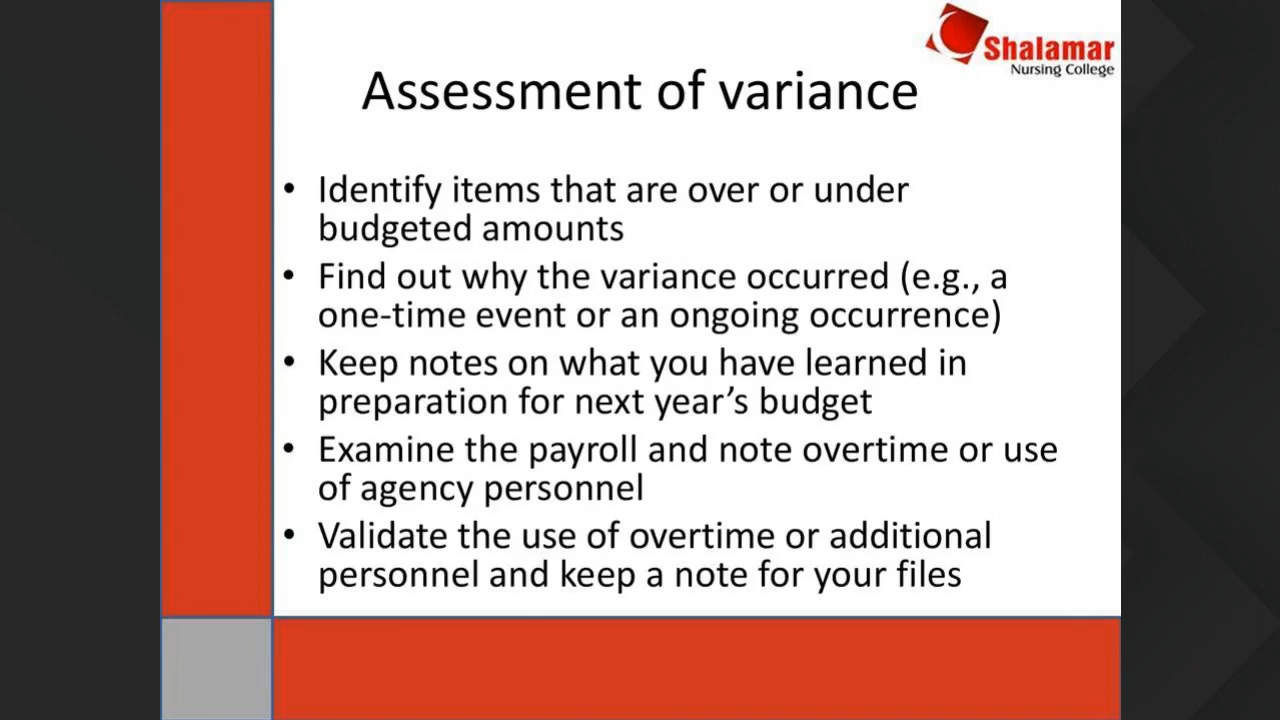 Shalamar
Nursing College
Assessment of variance
• Identify items that are over or under
budgeted amounts
• Find out why the variance occurred (e.g., a
one-time event or an ongoing occurrence)
• Keep notes on what you have learned in
preparation for next year’s budget
• Examine the payroll and note overtime or use
of agency personnel
• Validate the use of overtime or additional
personnel and keep a note for your files